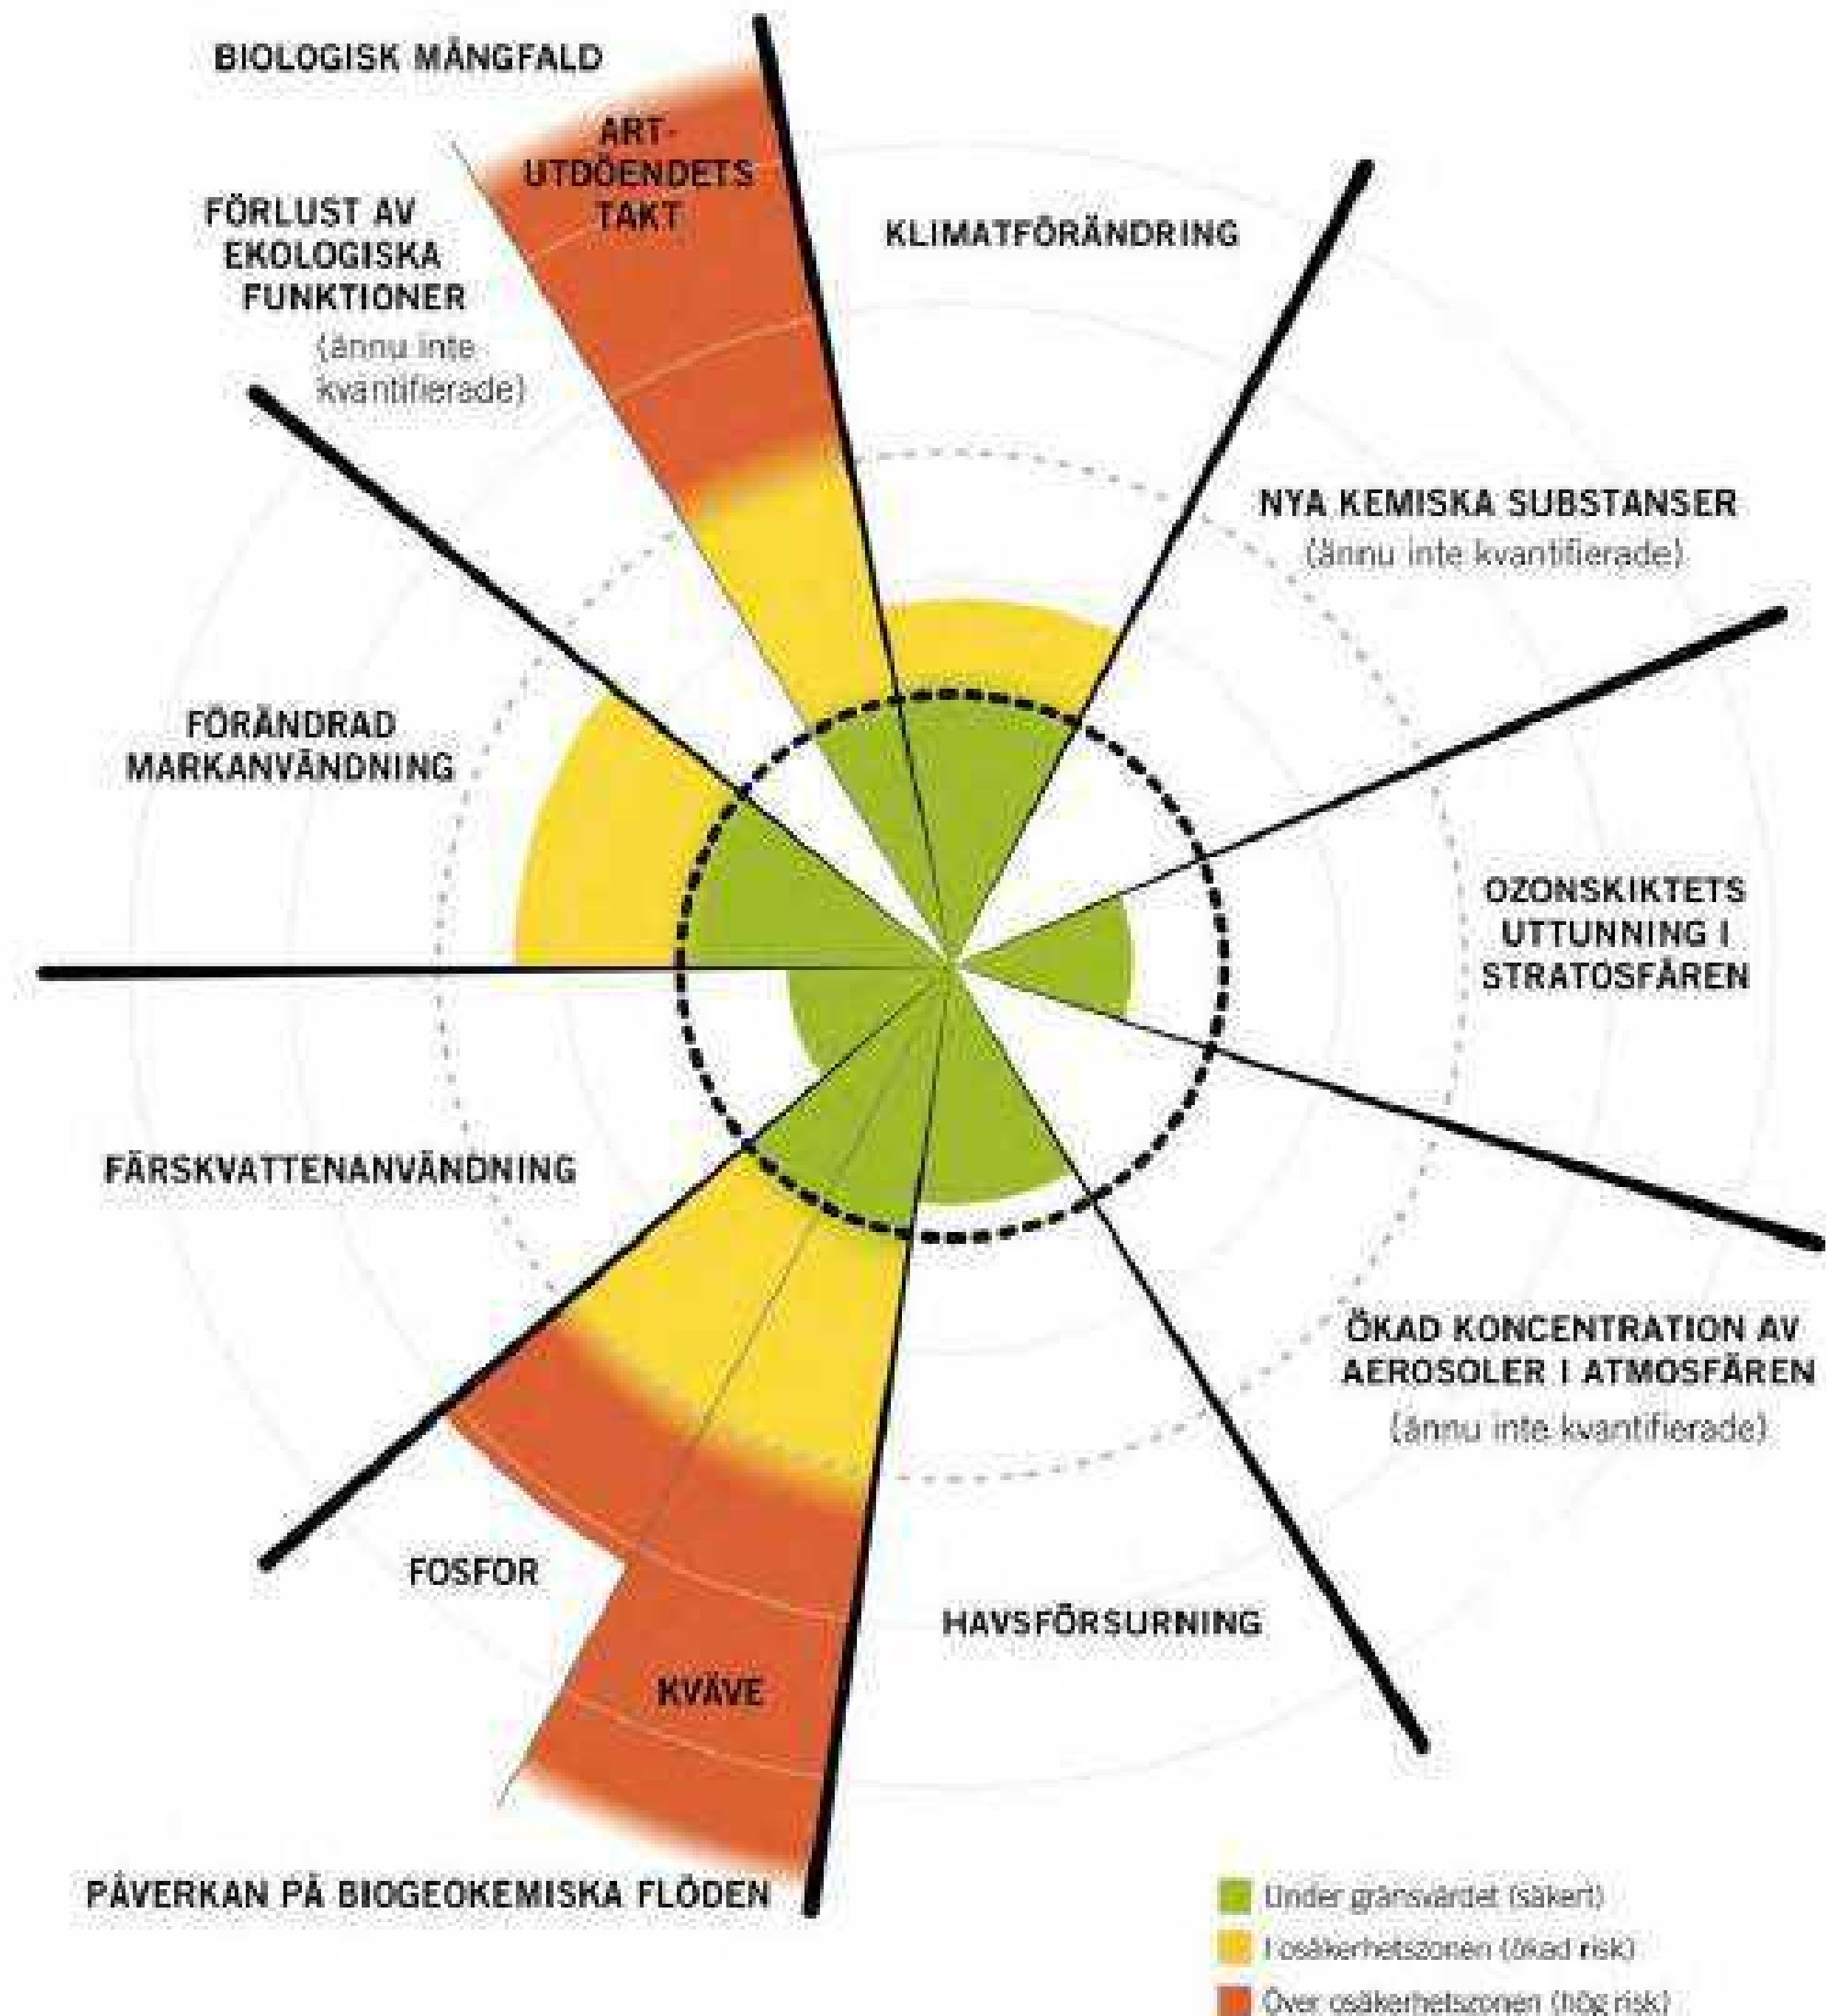 BIOLOGISK MÅNGFALD
ART-
UTDÖENDETS
TAKT
FÖRLUST AV
EKOLOGISKA
FUNKTIONER
(ännu inte
kvantifierade)
KLIMATFÖRÄNDRING
NYA KEMISKA SUBSTANSER
(ännu inte kvantifierade)
OZONSKIKTETS
UTTUNNING I
STRATOSFÄREN
ÖKAD KONCENTRATION AV
AEROSOLER I ATMOSFÄREN
(ännu inte kvantifierade)
HAVSFÖRSURNING
KVÄVE
FOSFOR
PÅVERKAN PÅ BIOGEOKEMISKA FLÖDEN
FÄRSKVATTENANVÄNDNING
FÖRÄNDRAD
MARKANVÄNDNING
Under gränsvärdet (säkert)
I osäkerhetszonen (ökad risk)
Över osäkerhetszonen (hög risk)